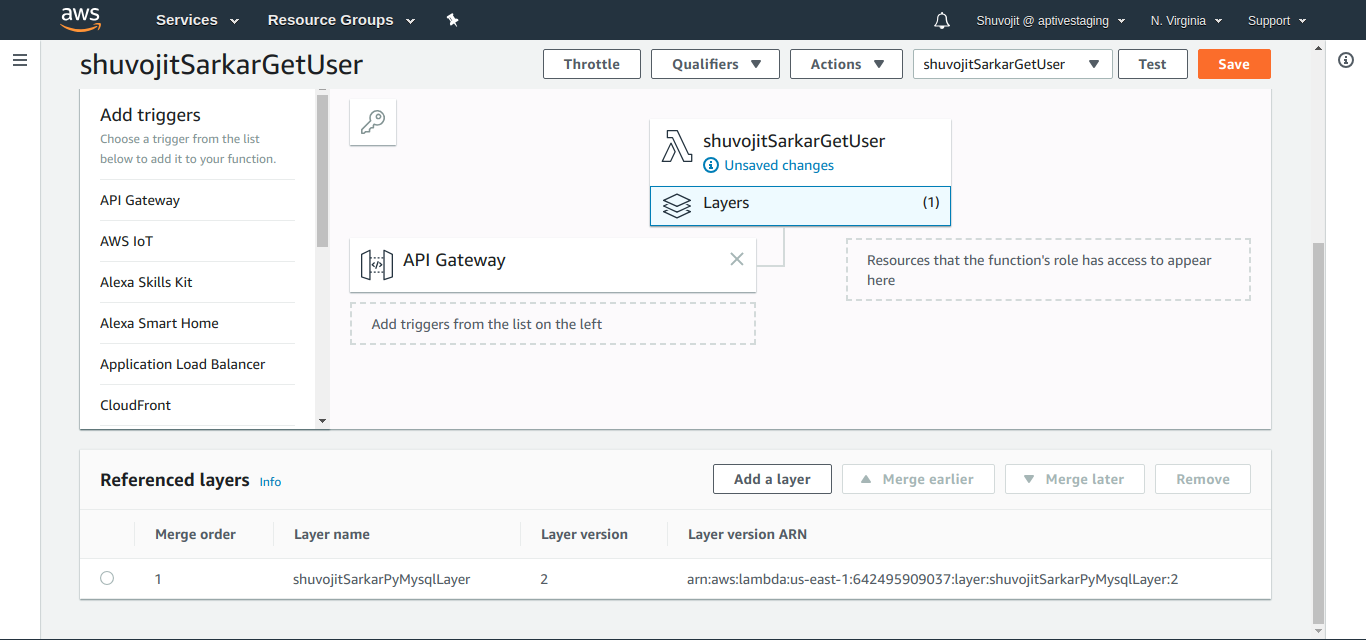 aws
Services
Resource Groups
Shuvojit @ aptivestaging
N. Virginia
Support
shuvojitSarkarGetUser
Throttle
Qualifiers
Actions
shuvojitSarkarGetUser
Test
Save
Add triggers
Choose a trigger from the list
below to add it to your function.
API Gateway
AWS IoT
Alexa Skills Kit
Alexa Smart Home
Application Load Balancer
CloudFront
shuvojitSarkarGetUser
Unsaved changes
Layers (1)
API Gateway
Add triggers from the list on the left
Resources that the function's role has access to appear
here
Referenced layers Info
Add a layer
Merge earlier
Merge later
Remove
Merge order Layer name Layer version Layer version ARN
1 shuvojitSarkarPyMysqlLayer 2 arn:aws:lambda:us-east-1:642495909037:layer:shuvojitSarkarPyMysqlLayer:2